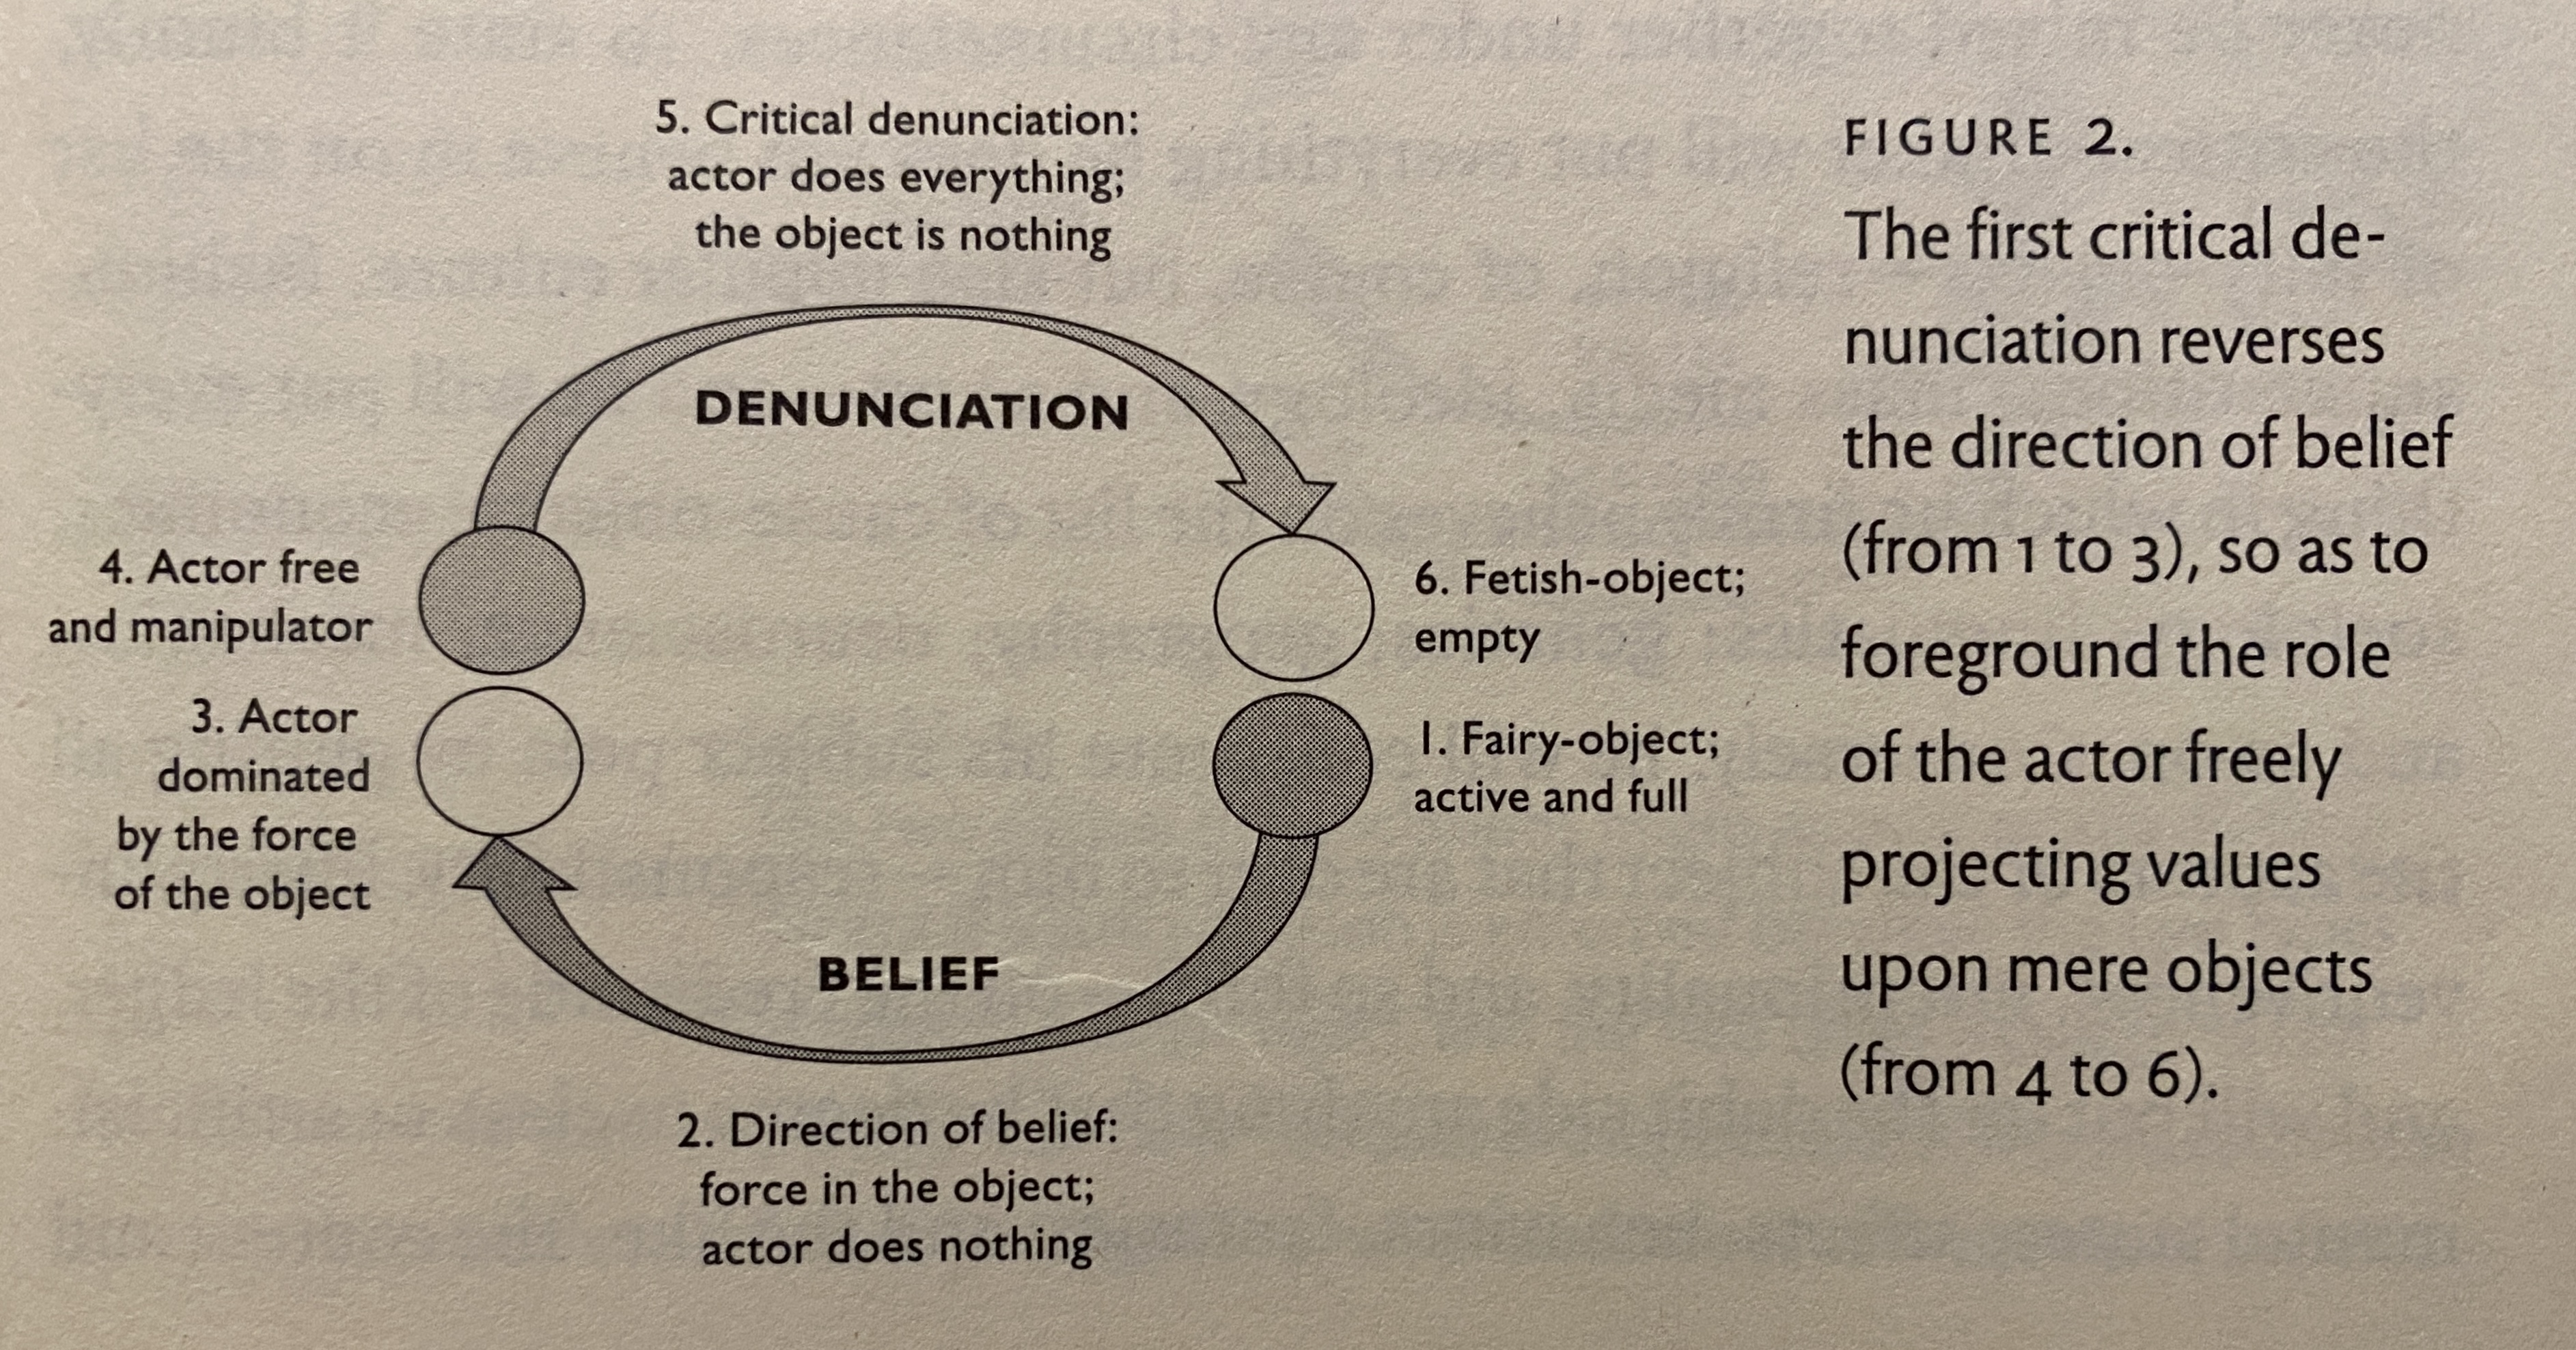 5. Critical denunciation:
actor does everything;
the object is nothing
DENUNCIATION
4. Actor free
and manipulator
3. Actor
dominated
by the force
of the object
6. Fetish-object;
empty
1. Fairy-object;
active and full
BELIEF
2. Direction of belief:
force in the object;
actor does nothing
FIGURE 2.
The first critical de-
nunciation reverses
the direction of belief
(from 1 to 3), so as to
foreground the role
of the actor freely
projecting values
upon mere objects
(from 4 to 6).